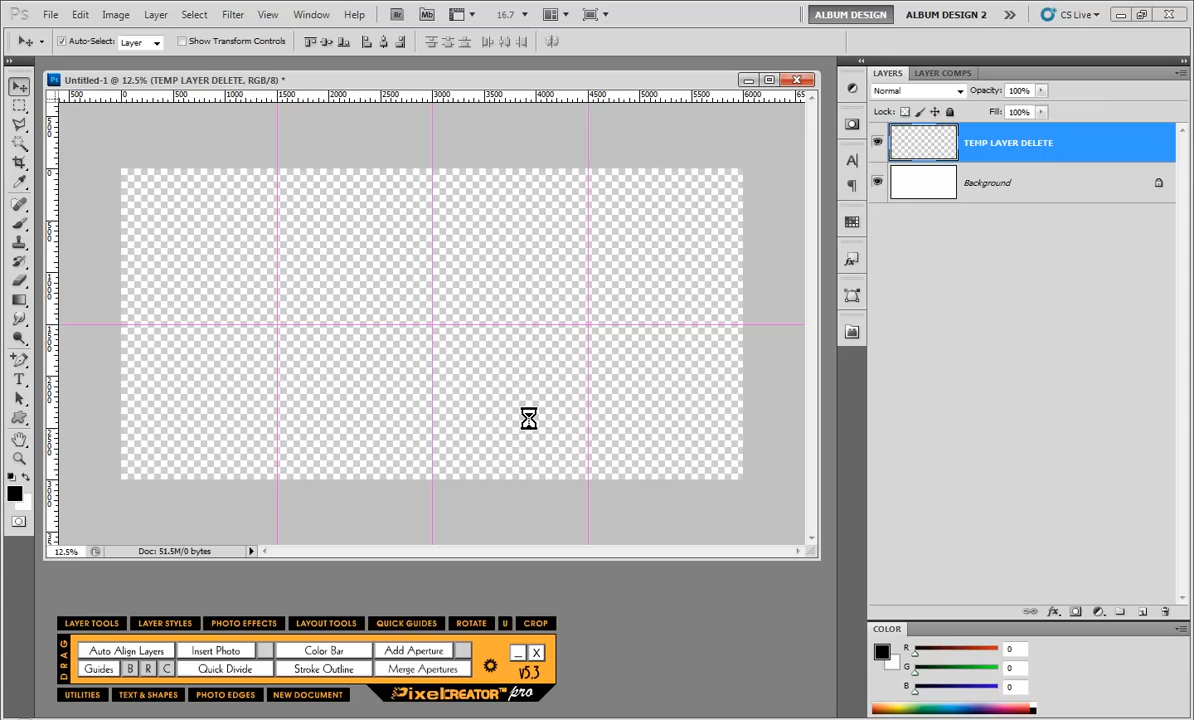 Ps File Edit Image Layer Select Filter View Window Help Br Mb 16.7 ALBUM DESIGN ALBUM DESIGN 2 CS Live
Auto-Select: Layer Show Transform Controls
Untitled-1 @ 12.5% (TEMP LAYER DELETE, RGB/8) *
500 0 500 1000 1500 2000 2500 3000 3500 4000 4500 5000 5500 6000 65
LAYERS LAYER COMPS
Normal Opacity: 100%
Lock: Fill: 100%
TEMP LAYER DELETE
Background
12.5% Doc: 51.5M/0 bytes
LAYER TOOLS LAYER STYLES PHOTO EFFECTS LAYOUT TOOLS QUICK GUIDES ROTATE U CROP
DRAG
Auto Align Layers Insert Photo Color Bar Add Aperture _ X
Guides B R C Quick Divide Stroke Outline Merge Apertures v5.3
UTILITIES TEXT & SHAPES PHOTO EDGES NEW DOCUMENT PixelCREATOR™ pro
COLOR
R 0
G 0
B 0